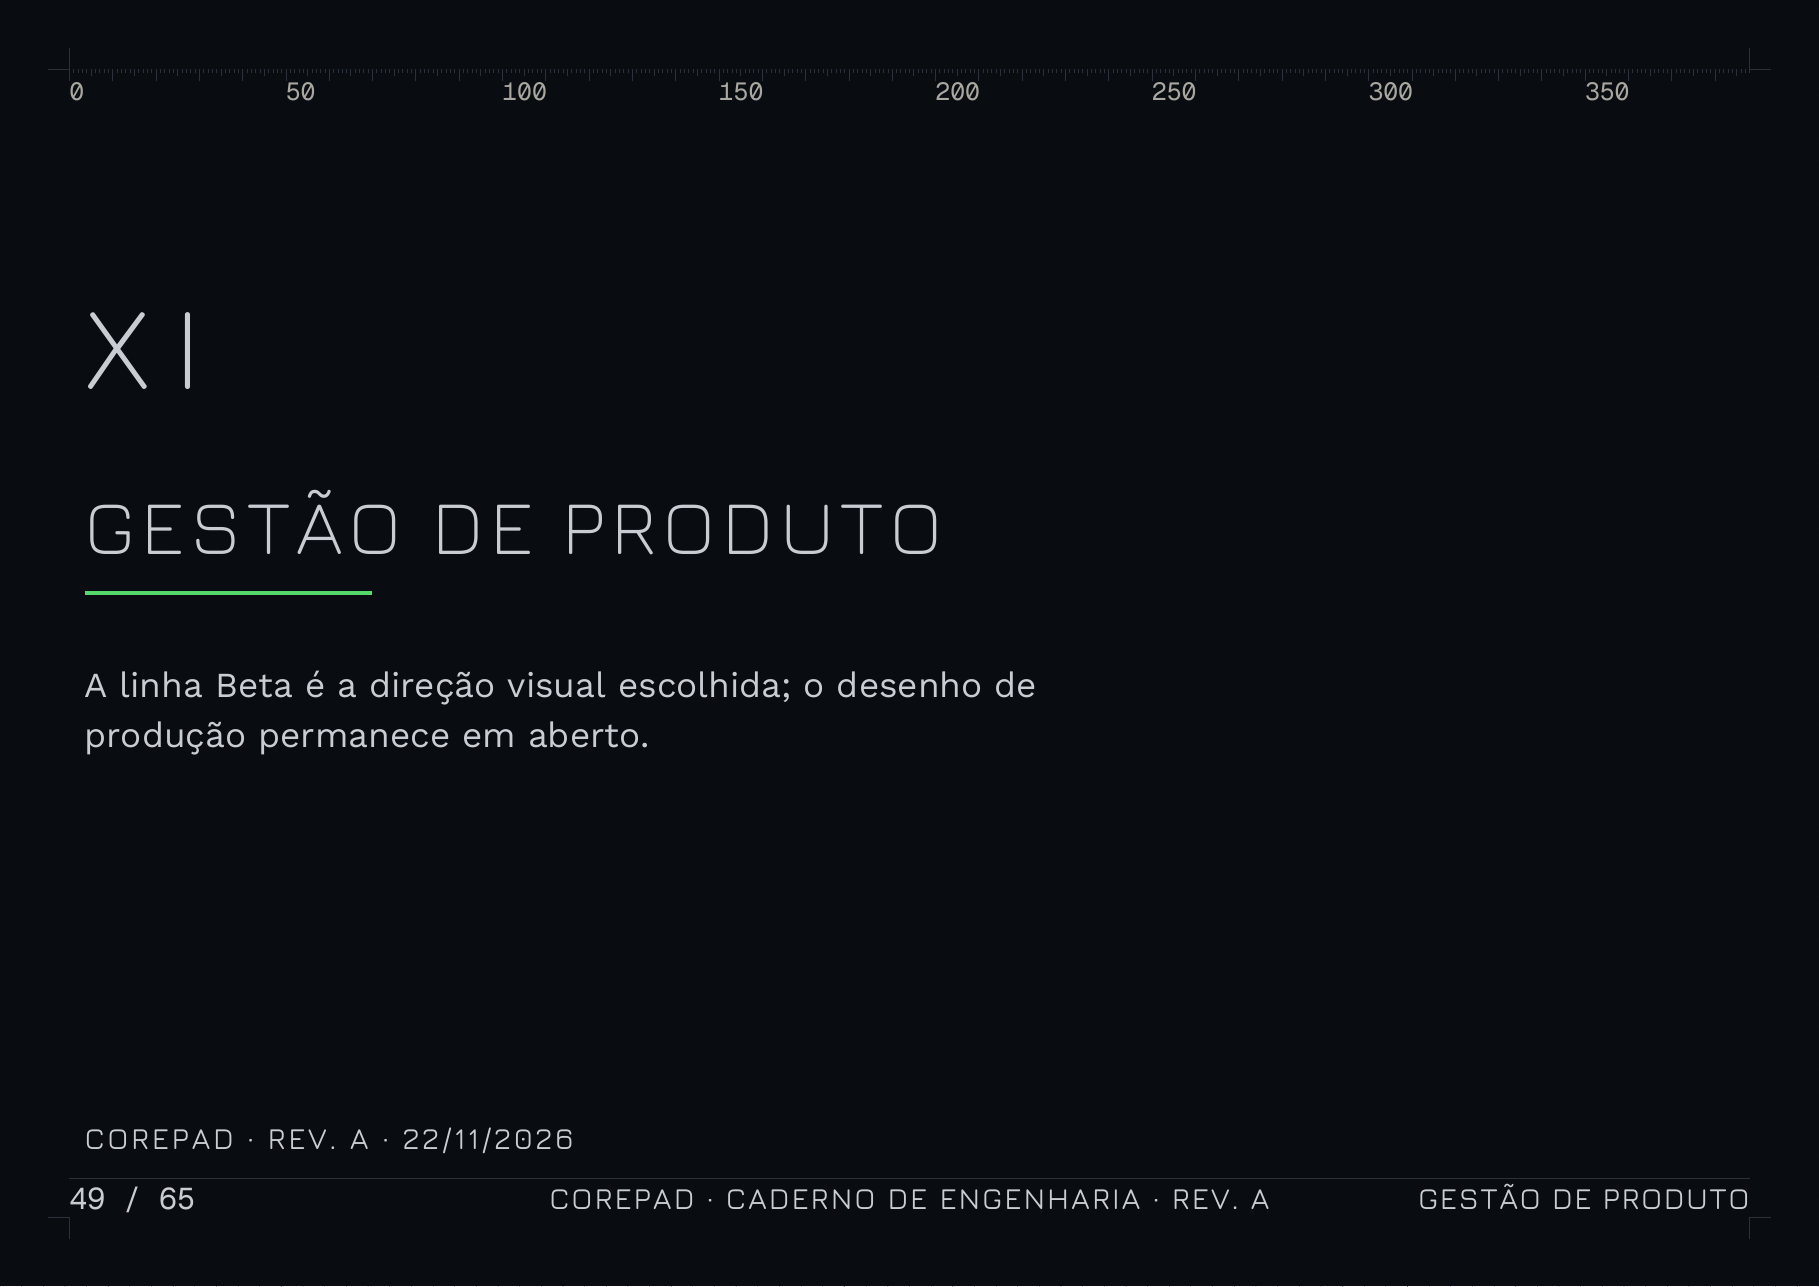 0 50 100 150 200 250 300 350
XI
GESTÃO DE PRODUTO
A linha Beta é a direção visual escolhida; o desenho de
produção permanece em aberto.
COREPAD · REV. A · 22/11/2026
49 / 65 COREPAD · CADERNO DE ENGENHARIA · REV. A GESTÃO DE PRODUTO